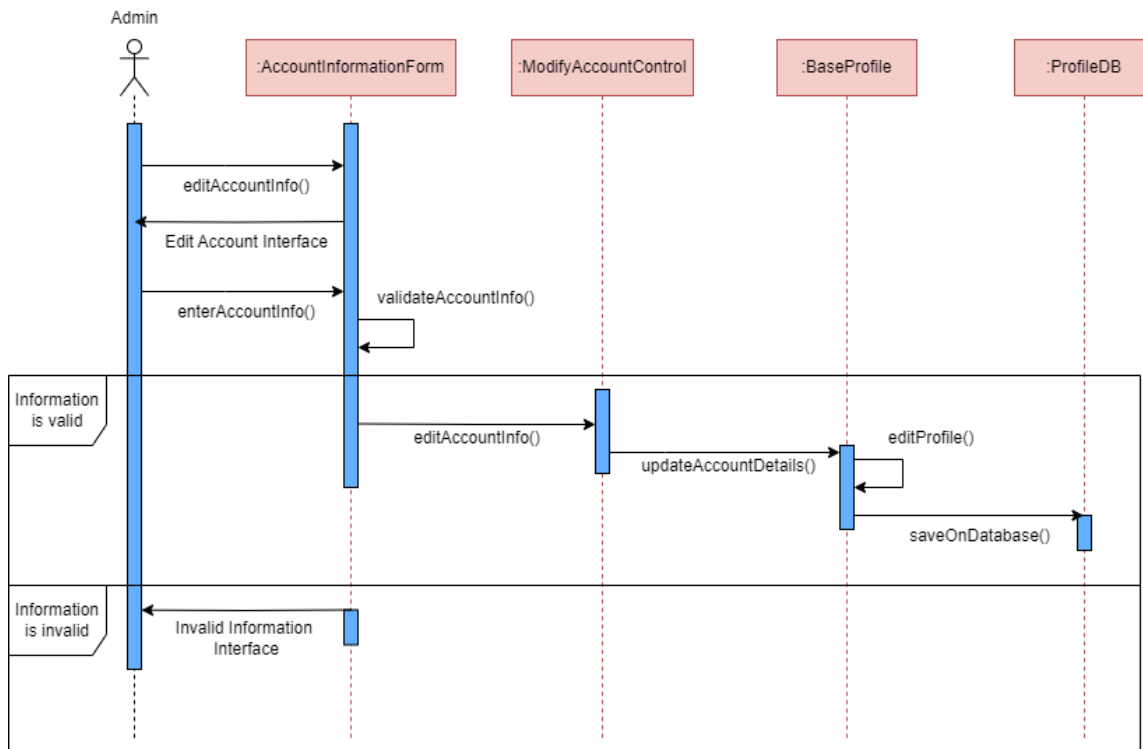 Admin
:AccountInformationForm
:ModifyAccountControl
:BaseProfile
:ProfileDB
editAccountInfo()
Edit Account Interface
enterAccountInfo()
validateAccountInfo()
Information
is valid
editAccountInfo()
updateAccountDetails()
editProfile()
saveOnDatabase()
Information
is invalid
Invalid Information
Interface